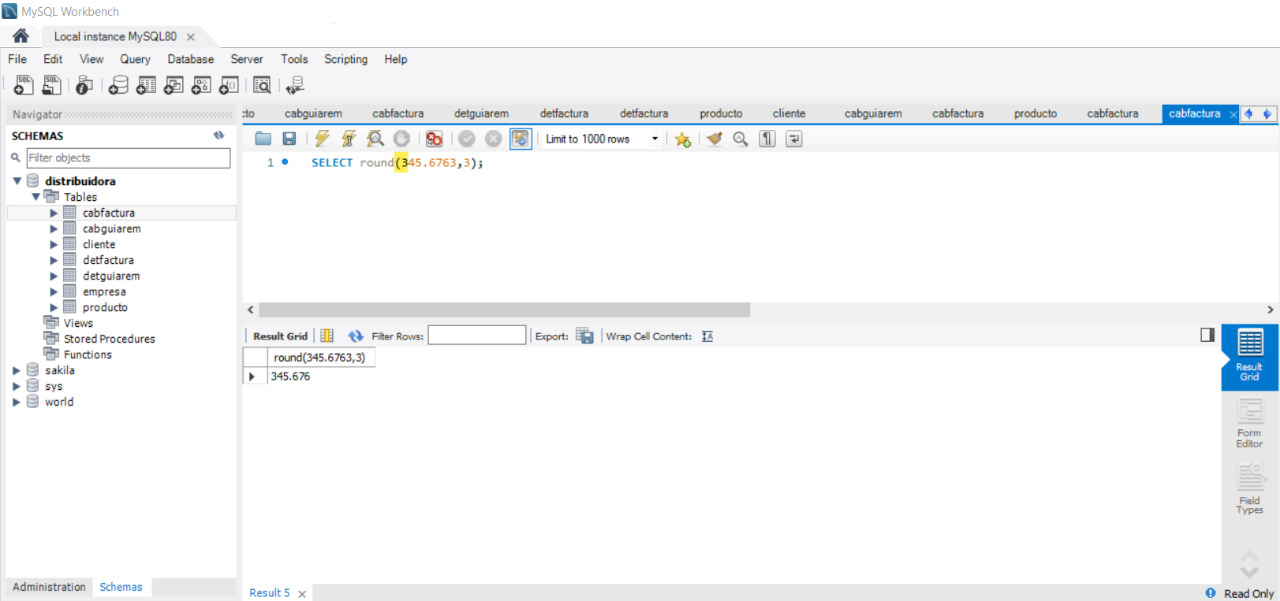 MySQL Workbench
Local instance MySQL80
File Edit View Query Database Server Tools Scripting Help
Navigator
SCHEMAS
Filter objects
distribuidora
Tables
cabfactura
cabguiarem
cliente
detfactura
detguiarem
empresa
producto
Views
Stored Procedures
Functions
sakila
sys
world
Administration Schemas
cto cabguiarem cabfactura detguiarem detfactura detfactura producto cliente cabguiarem cabfactura producto cabfactura cabfactura
Limit to 1000 rows
1 SELECT round(345.6763,3);
Result Grid Filter Rows: Export: Wrap Cell Content:
round(345.6763,3)
345.676
Result
Grid
Form
Editor
Field
Types
Result 5
Read Only